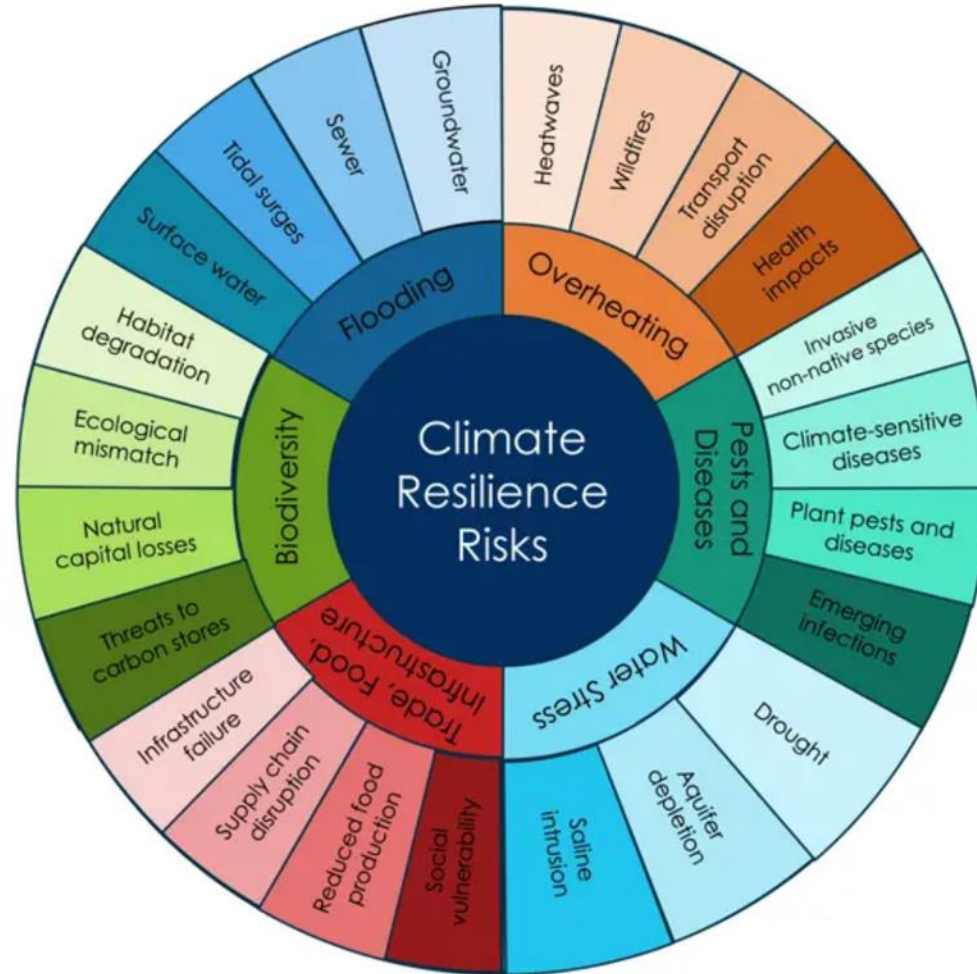 Climate
Resilience
Risks
Overheating
Heatwaves
Wildfires
Transport
disruption
Health
impacts
Pests and
Diseases
Invasive
non-native species
Climate-sensitive
diseases
Plant pests and
diseases
Emerging
infections
Water Stress
Drought
Aquifer
depletion
Saline
intrusion
Trade, Food,
Infrastructure
Social
vulnerability
Reduced food
production
Supply chain
disruption
Infrastructure
failure
Biodiversity
Threats to
carbon stores
Natural
capital losses
Ecological
mismatch
Habitat
degradation
Flooding
Surface water
Tidal surges
Sewer
Groundwater